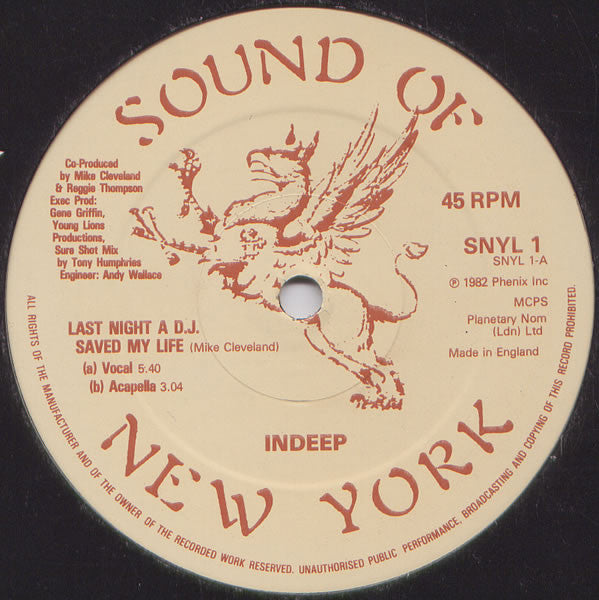 SOUND OF
Co-Produced
by Mike Cleveland
& Reggie Thompson
Exec Prod:
Gene Griffin,
Young Lions
Productions,
Sure Shot Mix
by Tony Humphries
Engineer: Andy Wallace
45 RPM
SNYL 1
SNYL 1-A
℗ 1982 Phenix Inc
MCPS
Planetary Nom
(Ldn) Ltd
Made in England
LAST NIGHT A D.J.
SAVED MY LIFE (Mike Cleveland)
(a) Vocal 5:40
(b) Acapella 3.04
INDEEP
NEW YORK
ALL RIGHTS OF THE MANUFACTURER AND OF THE OWNER OF THE RECORDED WORK RESERVED. UNAUTHORISED PUBLIC PERFORMANCE, BROADCASTING AND COPYING OF THIS RECORD PROHIBITED.